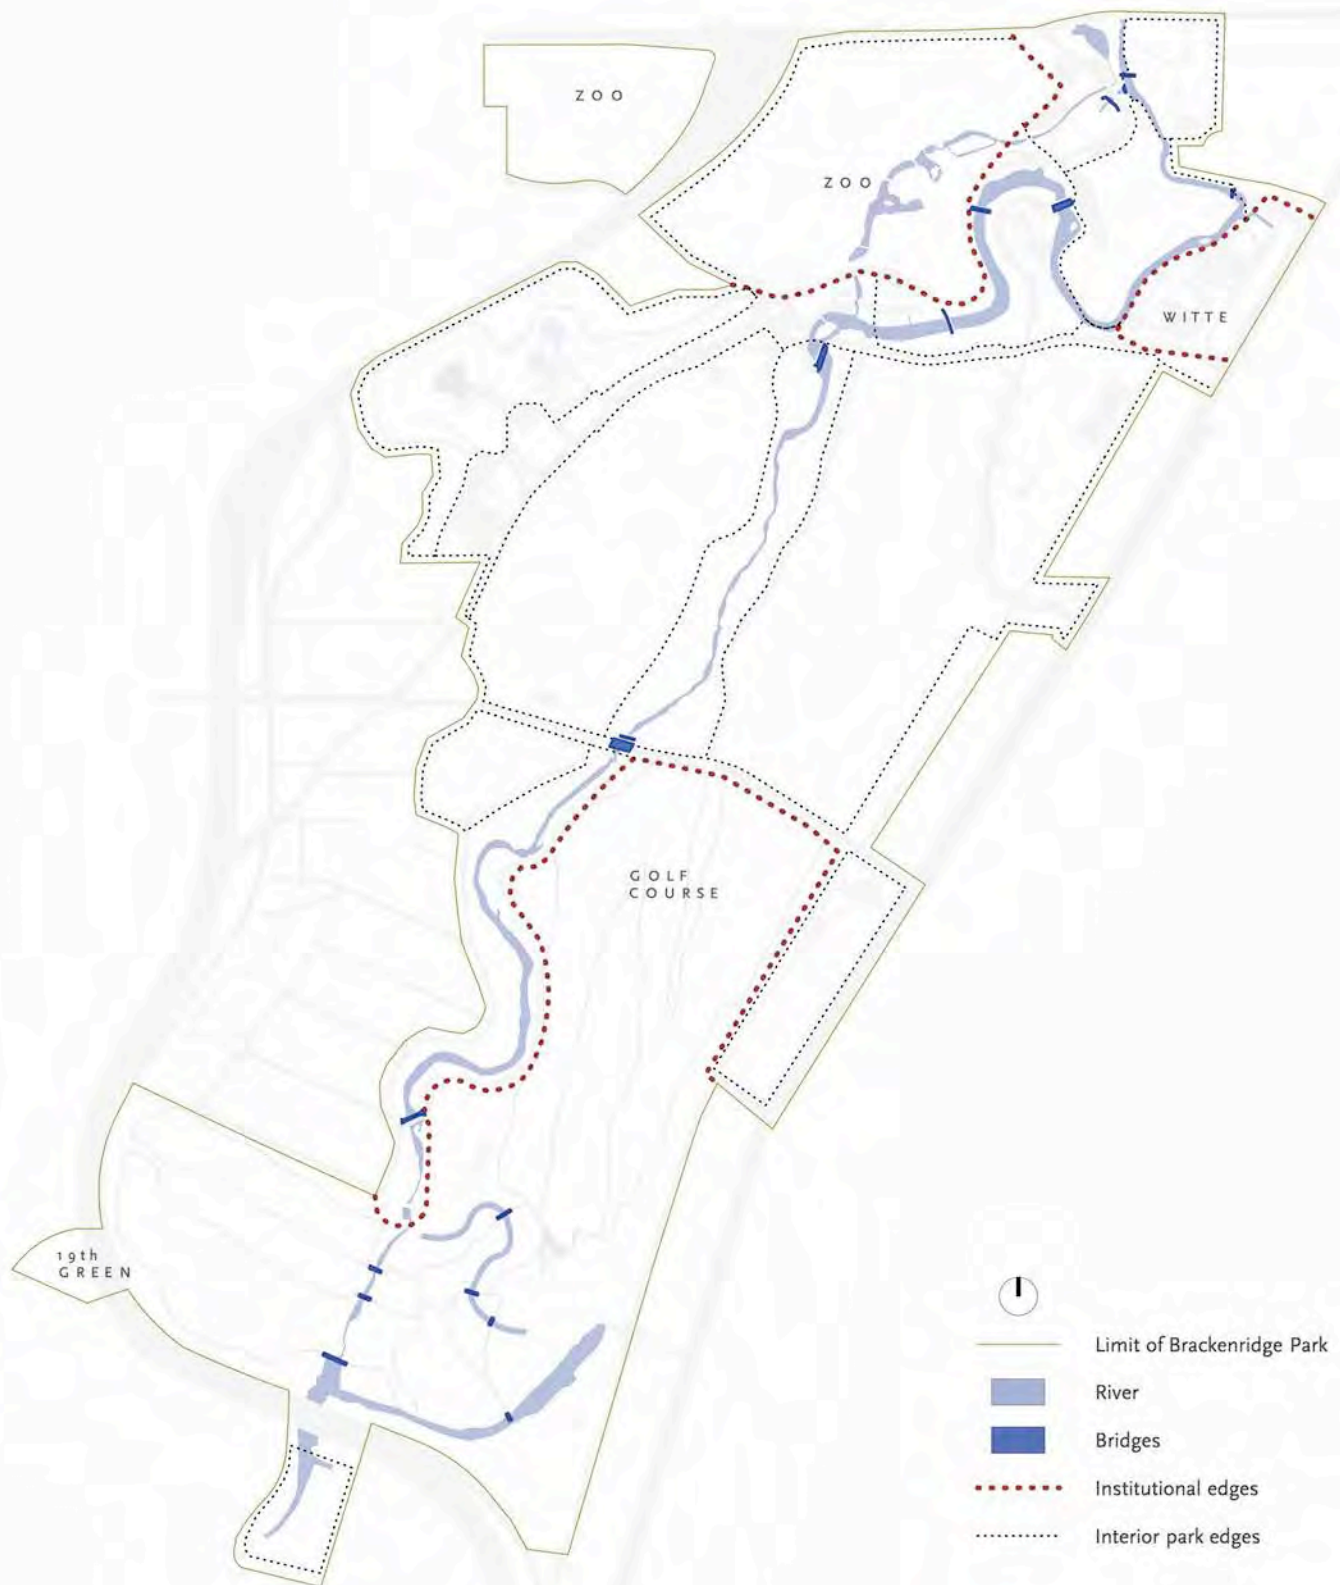 ZOO
ZOO
WITTE
GOLF
COURSE
19th
GREEN
Limit of Brackenridge Park
River
Bridges
Institutional edges
Interior park edges